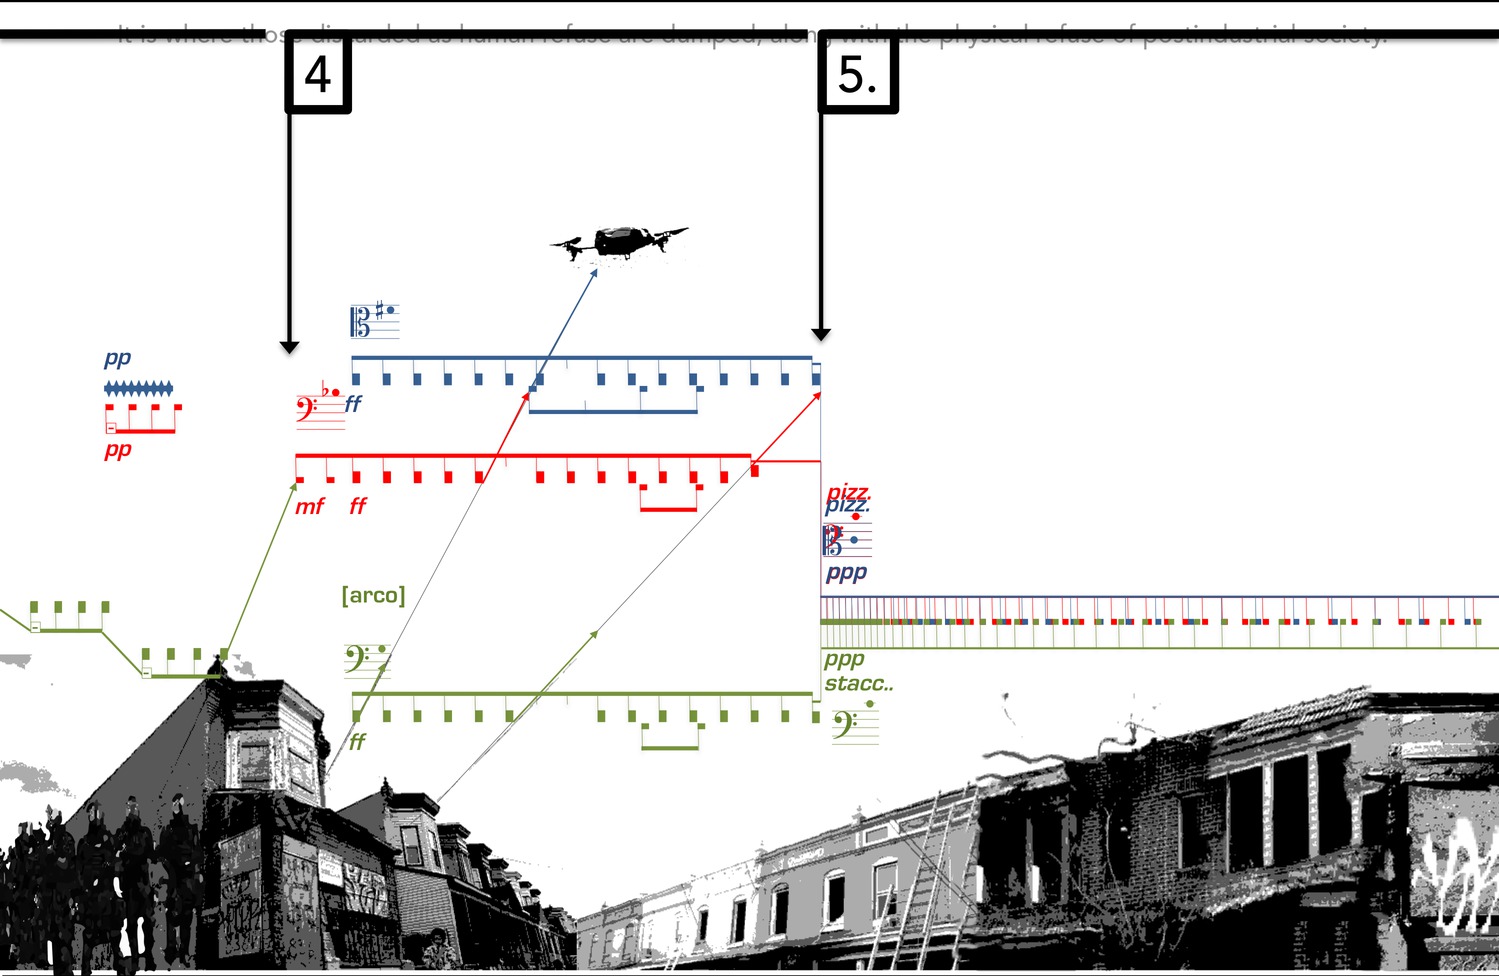 It is where those discarded as human refuse are dumped, along with the physical refuse of postindustrial society.
4
5.
pp
ff
pp
mf ff
pizz.
pizz.
ppp
[arco]
ppp
stacc..
ff